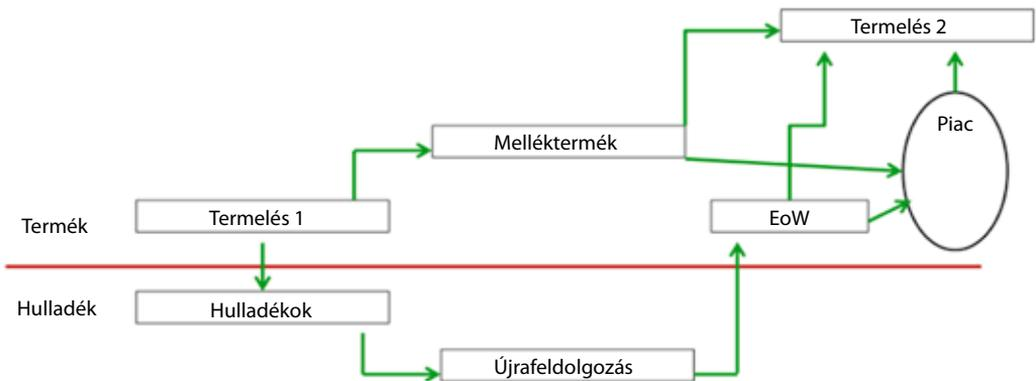 Termelés 2
Piac
Melléktermék
Termék
Termelés 1
EoW
Hulladék
Hulladékok
Újrafeldolgozás